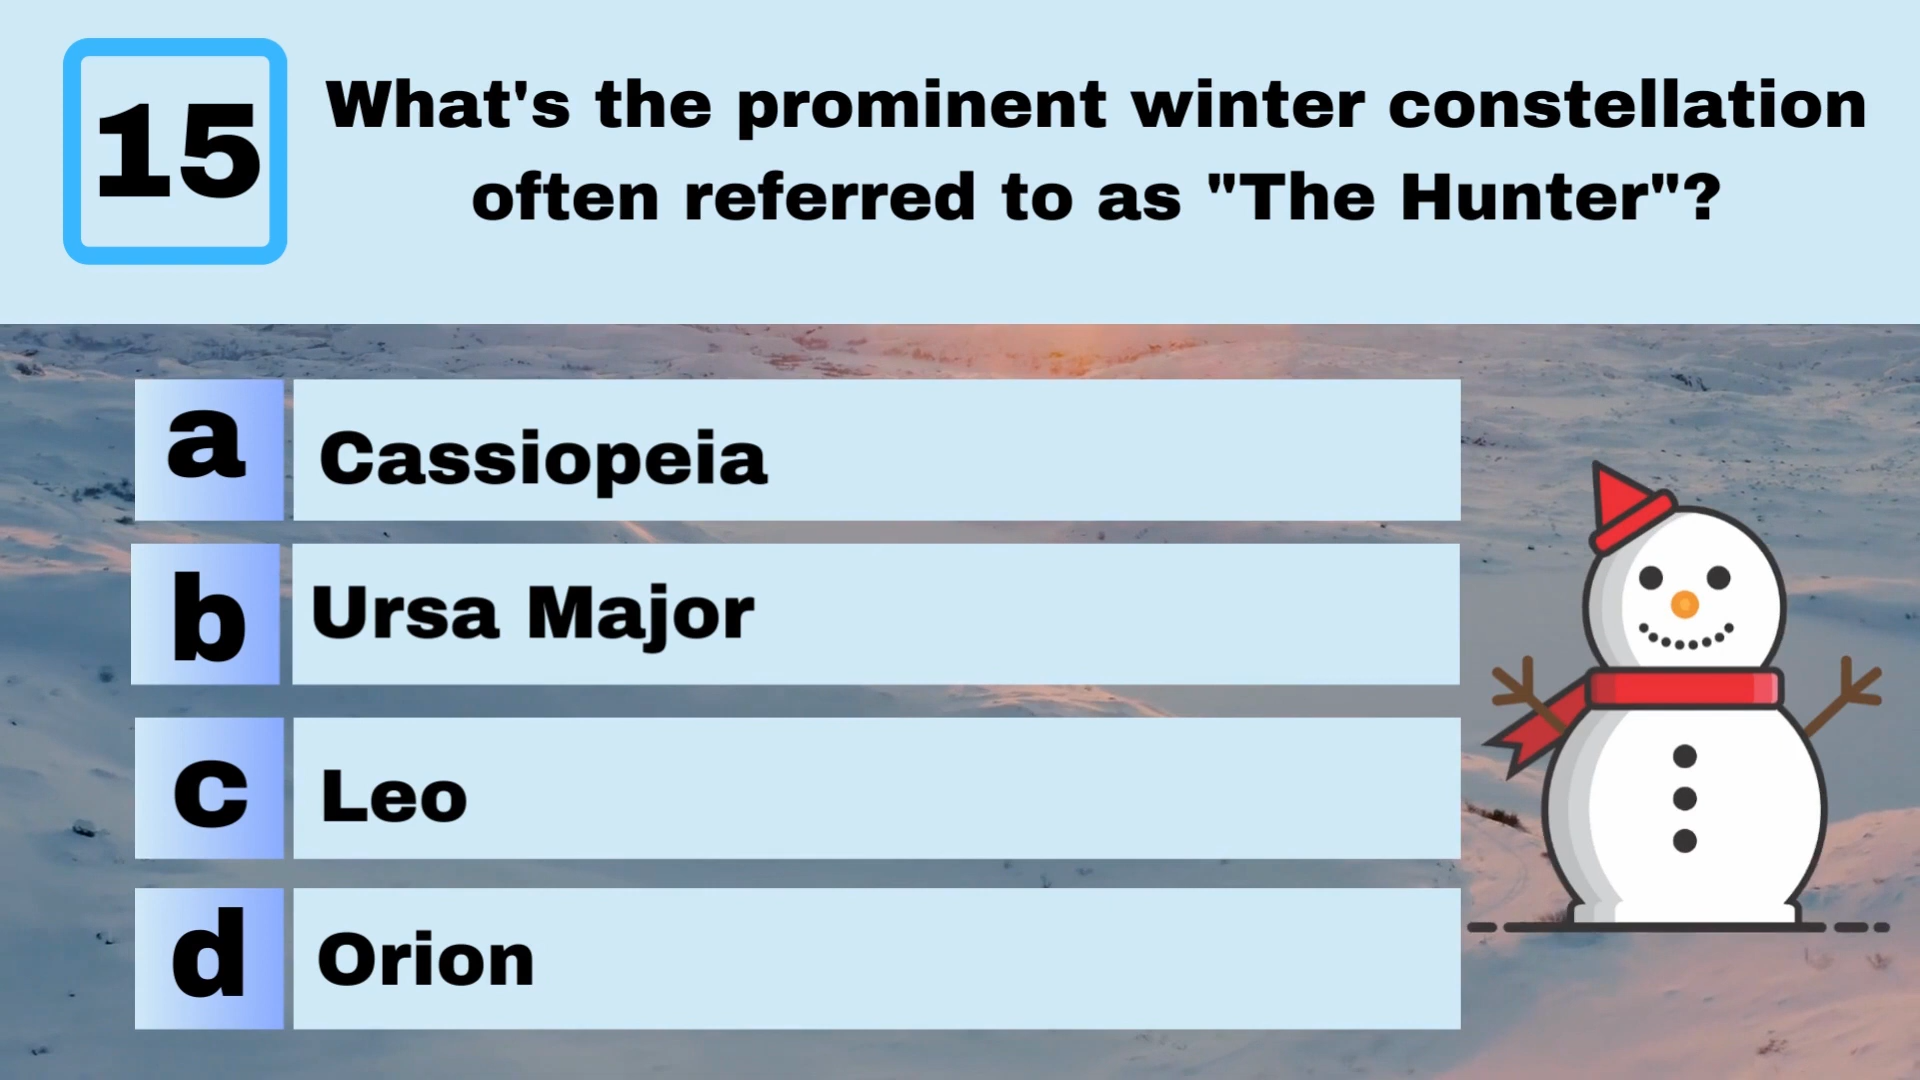 15
What's the prominent winter constellation
often referred to as "The Hunter"?
a
Cassiopeia
b
Ursa Major
c
Leo
d
Orion